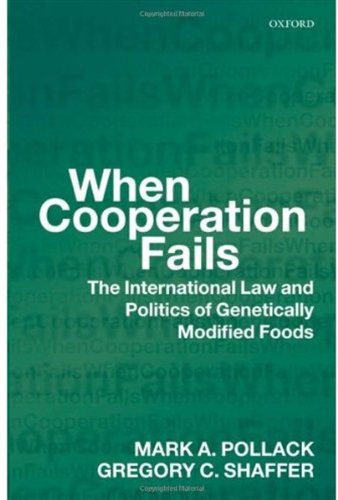 OXFORD
When
Cooperation
Fails
The International Law and
Politics of Genetically
Modified Foods
MARK A. POLLACK
GREGORY C. SHAFFER